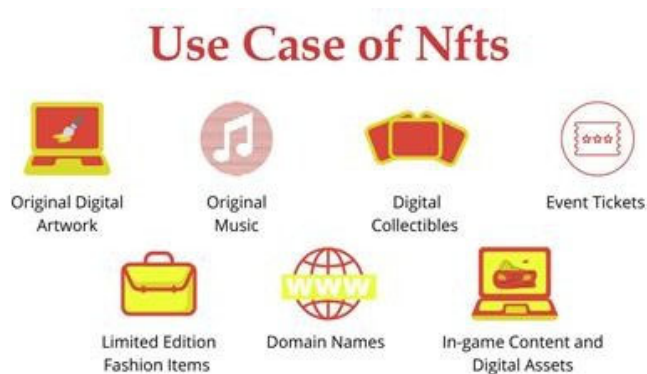 Use Case of Nfts
Original Digital
Artwork
Original
Music
Digital
Collectibles
Event Tickets
www
Limited Edition
Fashion Items
Domain Names
In-game Content and
Digital Assets